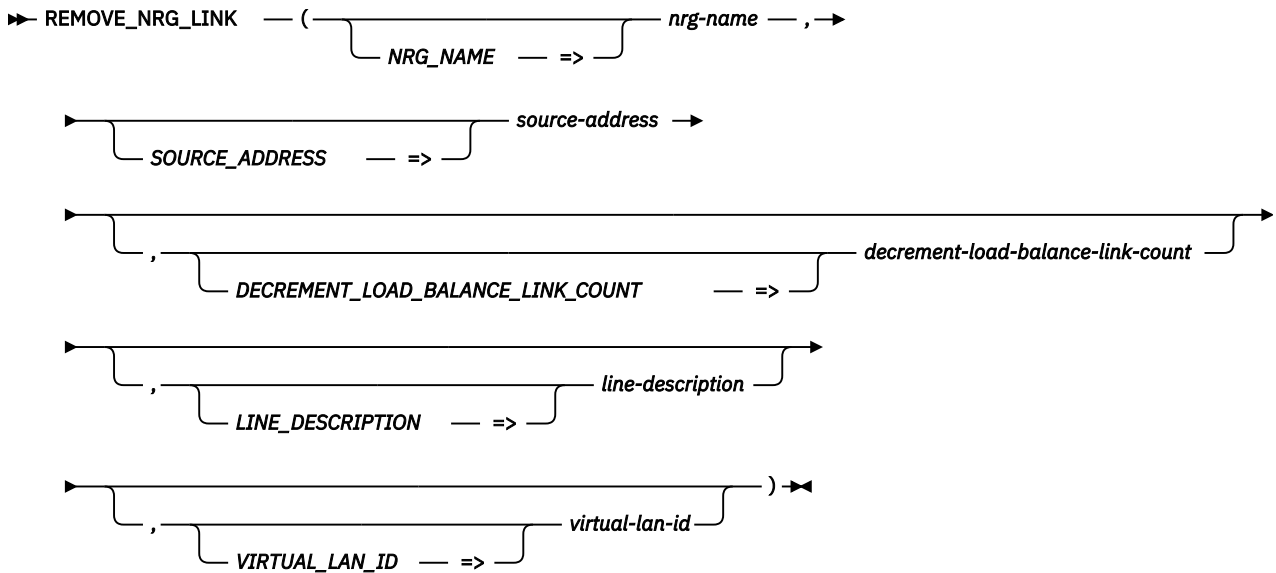 REMOVE_NRG_LINK ( nrg-name ,
NRG_NAME =>
source-address
SOURCE_ADDRESS =>
, decrement-load-balance-link-count
DECREMENT_LOAD_BALANCE_LINK_COUNT =>
, line-description
LINE_DESCRIPTION =>
)
, virtual-lan-id
VIRTUAL_LAN_ID =>